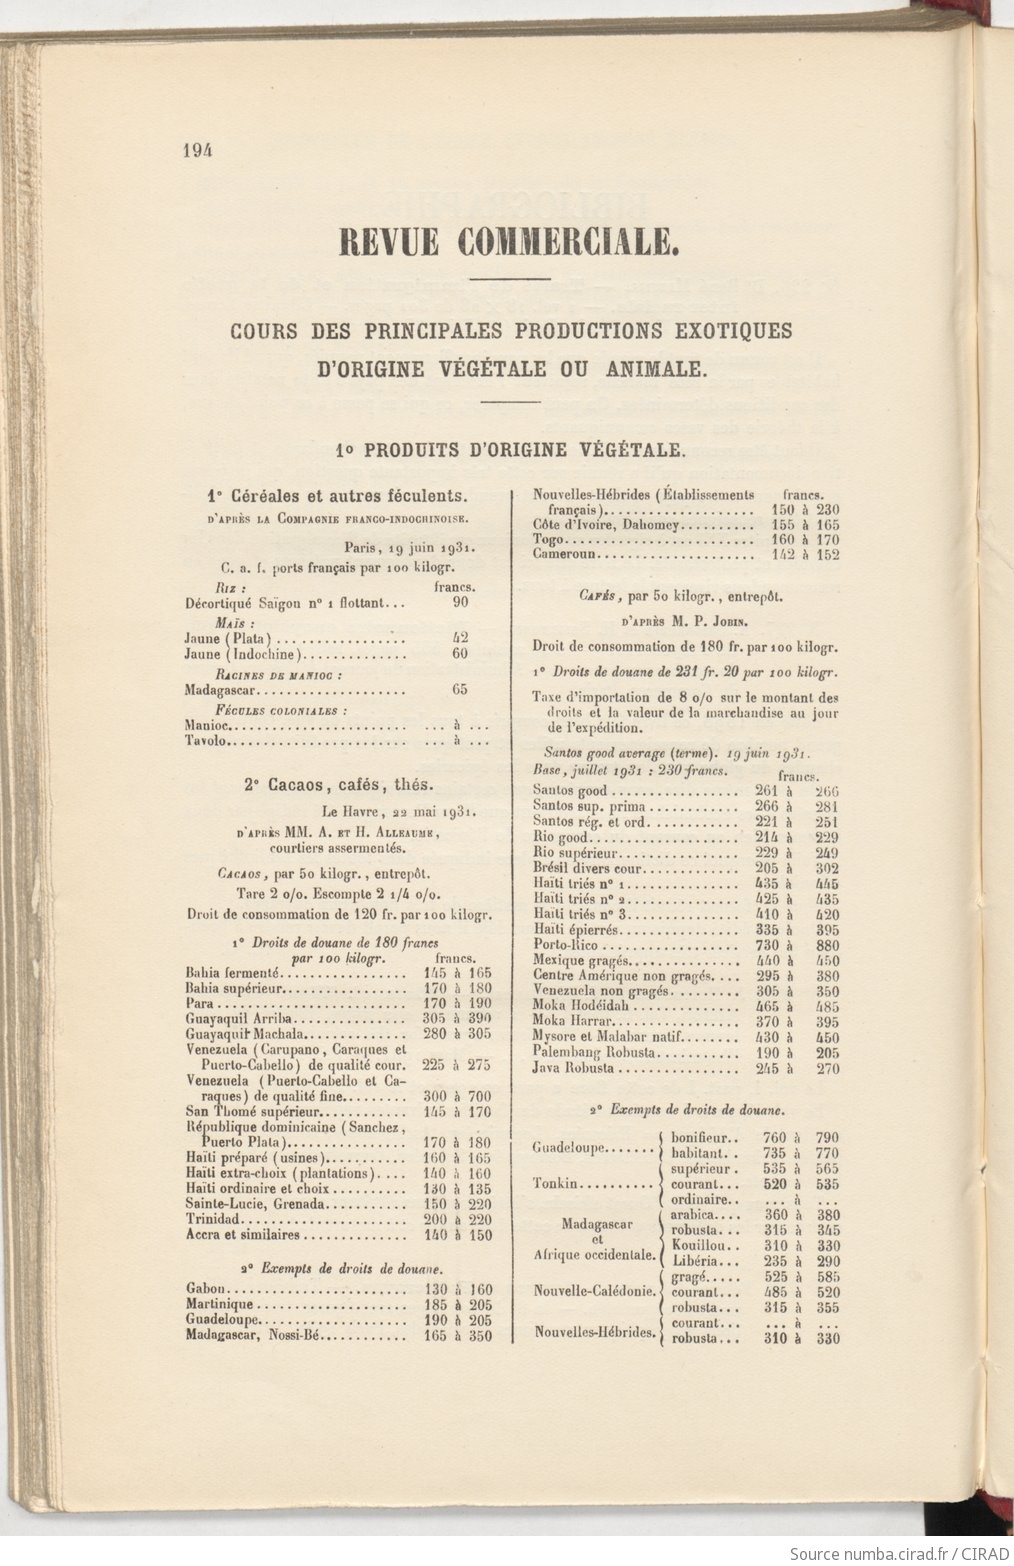 194
REVUE COMMERCIALE.
COURS DES PRINCIPALES PRODUCTIONS EXOTIQUES
D'ORIGINE VÉGÉTALE OU ANIMALE.
1º PRODUITS D'ORIGINE VÉGÉTALE.
1º Céréales et autres féculents.
D'APRÈS LA COMPAGNIE FRANCO-INDOCHINOISE.
Paris, 19 juin 1931.
C. a. f. ports français par 100 kilogr.
RIZ : francs.
Décortiqué Saïgon nº 1 flottant... 90
MAÏS :
Jaune (Plata) ............... 42
Jaune (Indochine).............. 60
RACINES DE MANIOC :
Madagascar.................... 65
FÉCULES COLONIALES :
Manioc....................... ... à ...
Tavolo....................... ... à ...
2º Cacaos, cafés, thés.
Le Havre, 22 mai 1931.
D'APRÈS MM. A. ET H. ALLEAUME,
courtiers assermentés.
CACAOS, par 50 kilogr., entrepôt.
Tare 2 o/o. Escompte 2 1/4 o/o.
Droit de consommation de 120 fr. par 100 kilogr.
1º Droits de douane de 180 francs
par 100 kilogr. francs.
Bahia fermenté................. 145 à 165
Bahia supérieur................ 170 à 180
Para ......................... 170 à 190
Guayaquil Arriba............... 305 à 390
Guayaquil Machala.............. 280 à 305
Venezuela (Carupano, Caraques et
Puerto-Cabello) de qualité cour. 225 à 275
Venezuela (Puerto-Cabello et Ca-
raques) de qualité fine......... 300 à 700
San Thomé supérieur............ 145 à 170
République dominicaine (Sanchez,
Puerto Plata)................ 170 à 180
Haïti préparé (usines)........... 160 à 165
Haïti extra-choix (plantations).... 140 à 160
Haïti ordinaire et choix.......... 130 à 135
Sainte-Lucie, Grenada........... 150 à 220
Trinidad...................... 200 à 220
Accra et similaires .............. 140 à 150
2º Exempts de droits de douane.
Gabon........................ 130 à 160
Martinique .................... 185 à 205
Guadeloupe.................... 190 à 205
Madagascar, Nossi-Bé............ 165 à 350
Nouvelles-Hébrides (Établissements francs.
français).................... 150 à 230
Côte d'Ivoire, Dahomey.......... 155 à 165
Togo......................... 160 à 170
Cameroun..................... 142 à 152
CAFÉS, par 50 kilogr., entrepôt.
D'APRÈS M. P. JOBIN.
Droit de consommation de 180 fr. par 100 kilogr.
1º Droits de douane de 231 fr. 20 par 100 kilogr.
Taxe d'importation de 8 o/o sur le montant des
droits et la valeur de la marchandise au jour
de l'expédition.
Santos good average (terme). 19 juin 1931.
Base, juillet 1931 : 230 francs.
francs.
Santos good ................. 261 à 266
Santos sup. prima ............ 266 à 281
Santos rég. et ord............. 221 à 251
Rio good.................... 214 à 229
Rio supérieur................ 229 à 249
Brésil divers cour............. 205 à 302
Haïti triés nº 1............... 435 à 445
Haïti triés nº 2............... 425 à 435
Haïti triés nº 3............... 410 à 420
Haïti épierrés................ 335 à 395
Porto-Rico .................. 730 à 880
Mexique gragés............... 440 à 450
Centre Amérique non gragés.... 295 à 380
Venezuela non gragés.......... 305 à 350
Moka Hodéidah .............. 465 à 485
Moka Harrar................. 370 à 395
Mysore et Malabar natif........ 430 à 450
Palembang Robusta........... 190 à 205
Java Robusta ................ 245 à 270
2º Exempts de droits de douane.
Guadeloupe....... bonifieur.. 760 à 790
habitant.. 735 à 770
Tonkin.......... supérieur. 535 à 565
courant... 520 à 535
ordinaire.. ... à ...
Madagascar et Afrique occidentale. arabica.... 360 à 380
robusta... 315 à 345
Kouillou.. 310 à 330
Libéria... 235 à 290
Nouvelle-Calédonie. gragé..... 525 à 585
courant... 485 à 520
robusta... 315 à 355
Nouvelles-Hébrides. courant... ... à ...
robusta... 310 à 330
Source numba.cirad.fr / CIRAD